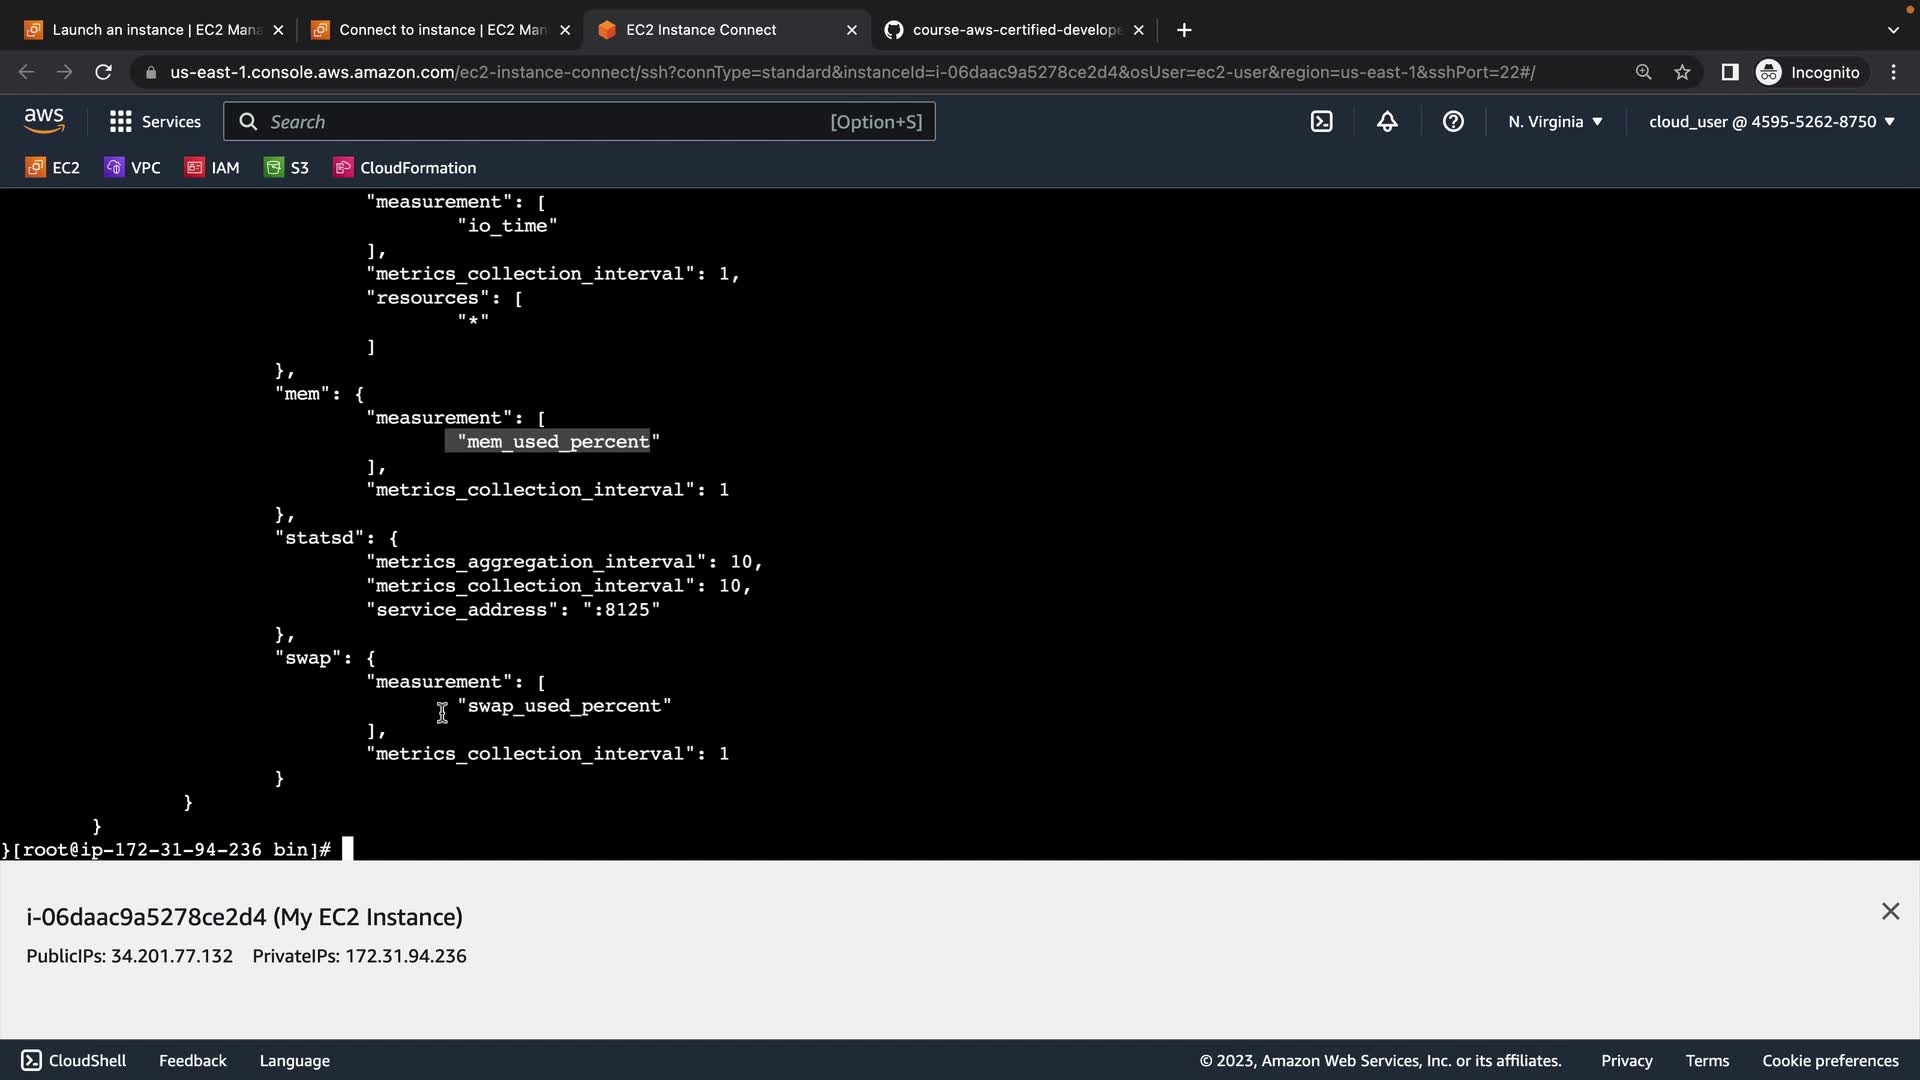 Launch an instance | EC2 Mana
Connect to instance | EC2 Man
EC2 Instance Connect
course-aws-certified-develope
us-east-1.console.aws.amazon.com/ec2-instance-connect/ssh?connType=standard&instanceId=i-06daac9a5278ce2d4&osUser=ec2-user&region=us-east-1&sshPort=22#/
Incognito
aws
Services
Search
[Option+S]
N. Virginia
cloud_user @ 4595-5262-8750
EC2
VPC
IAM
S3
CloudFormation
"measurement": [
"io_time"
],
"metrics_collection_interval": 1,
"resources": [
"*"
]
},
"mem": {
"measurement": [
"mem_used_percent"
],
"metrics_collection_interval": 1
},
"statsd": {
"metrics_aggregation_interval": 10,
"metrics_collection_interval": 10,
"service_address": ":8125"
},
"swap": {
"measurement": [
"swap_used_percent"
],
"metrics_collection_interval": 1
}
}
}
}[root@ip-172-31-94-236 bin]#
i-06daac9a5278ce2d4 (My EC2 Instance)
PublicIPs: 34.201.77.132 PrivateIPs: 172.31.94.236
CloudShell
Feedback
Language
© 2023, Amazon Web Services, Inc. or its affiliates.
Privacy
Terms
Cookie preferences